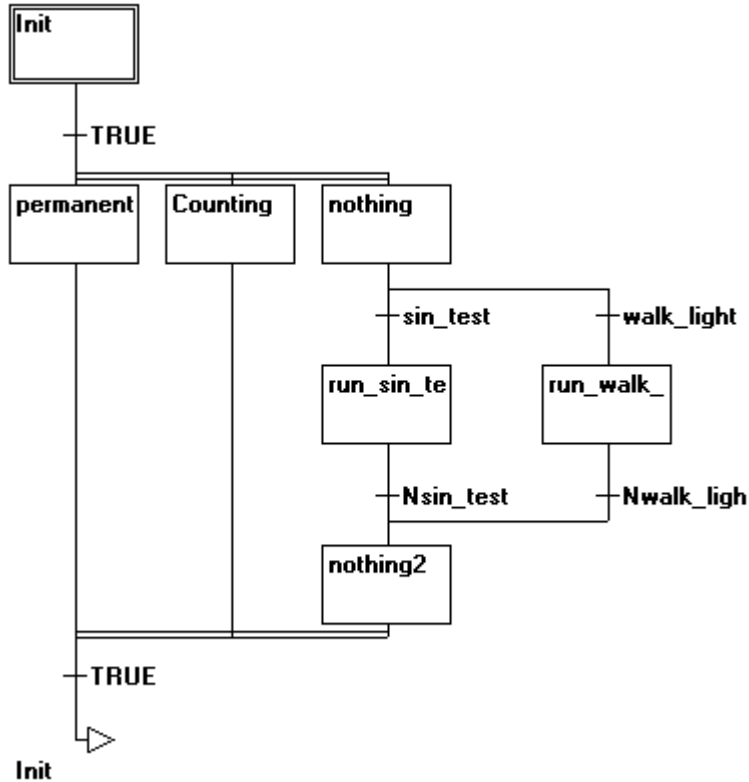 Init
TRUE
permanent
Counting
nothing
sin_test
walk_light
run_sin_te
run_walk_
Nsin_test
Nwalk_ligh
nothing2
TRUE
Init